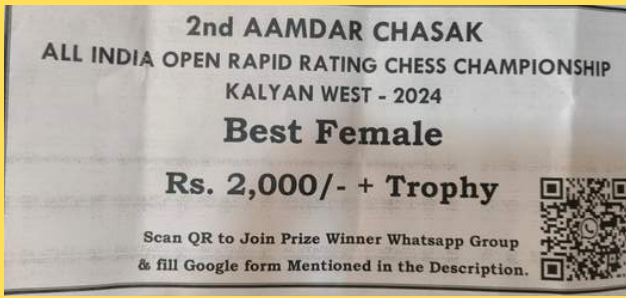 2nd AAMDAR CHASAK
ALL INDIA OPEN RAPID RATING CHESS CHAMPIONSHIP
KALYAN WEST - 2024
Best Female
Rs. 2,000/- + Trophy
Scan QR to Join Prize Winner Whatsapp Group
& fill Google form Mentioned in the Description.